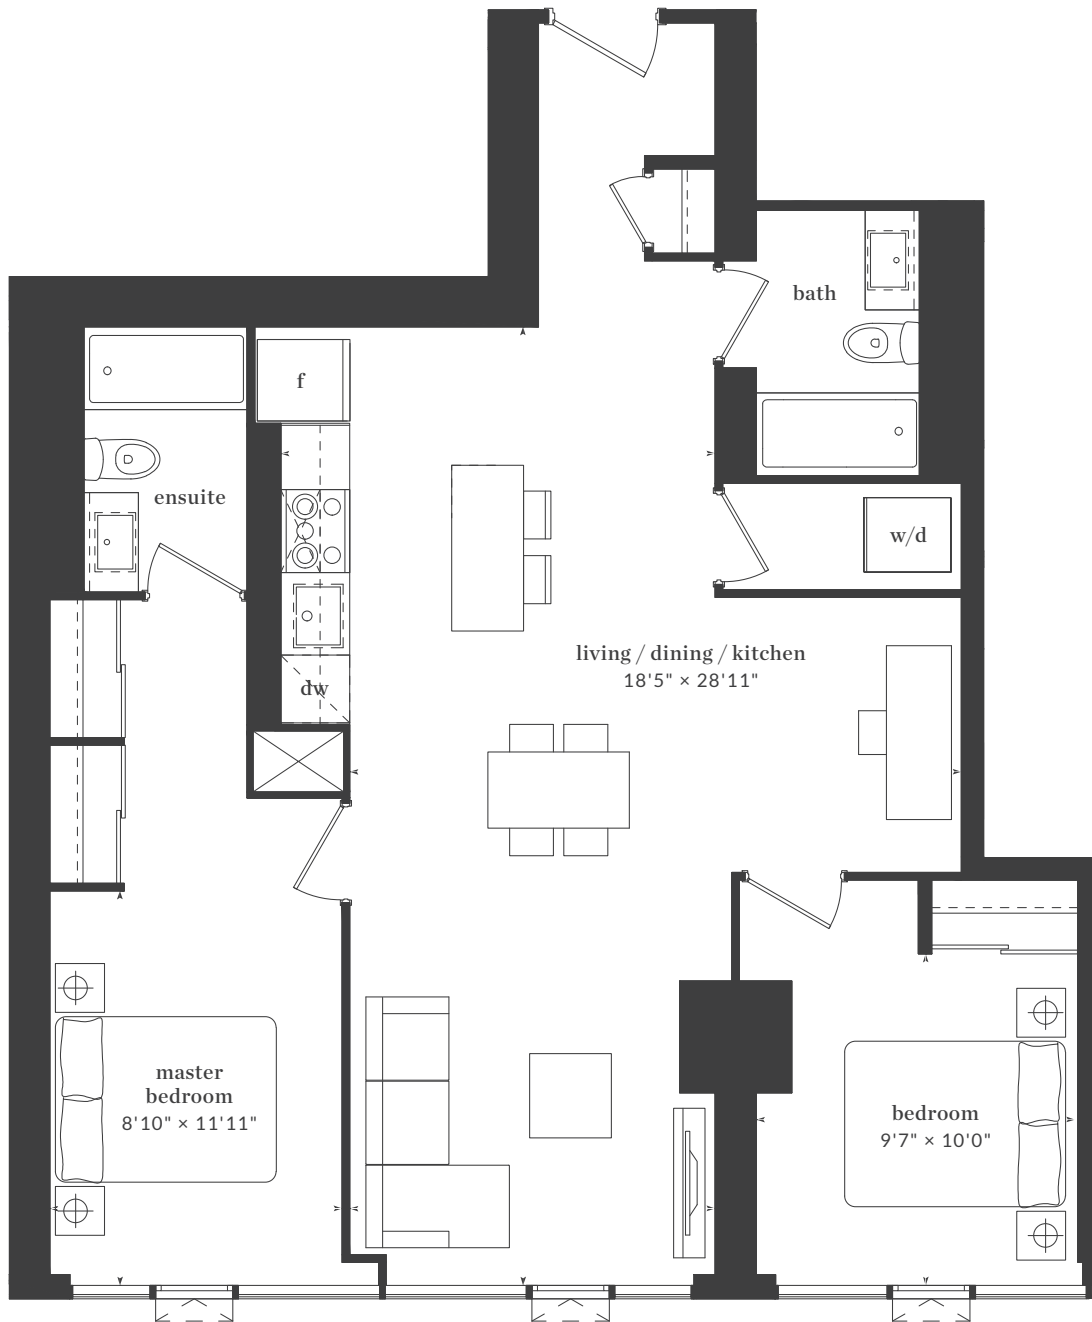 bath
f
ensuite
w/d
living / dining / kitchen
18'5" × 28'11"
dw
master
bedroom
8'10" × 11'11"
bedroom
9'7" × 10'0"